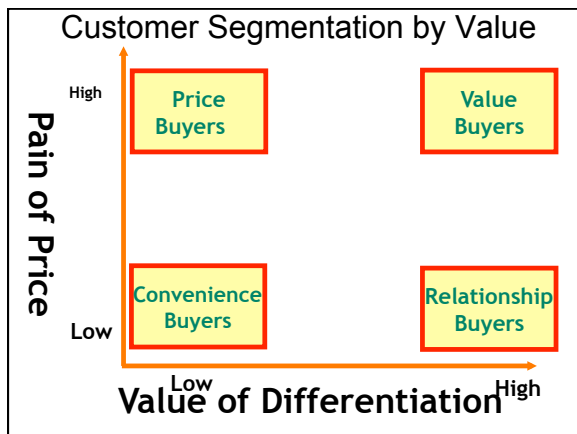 Customer Segmentation by Value
High
Pain of Price
Low
Price
Buyers
Value
Buyers
Convenience
Buyers
Relationship
Buyers
Low
High
Value of Differentiation